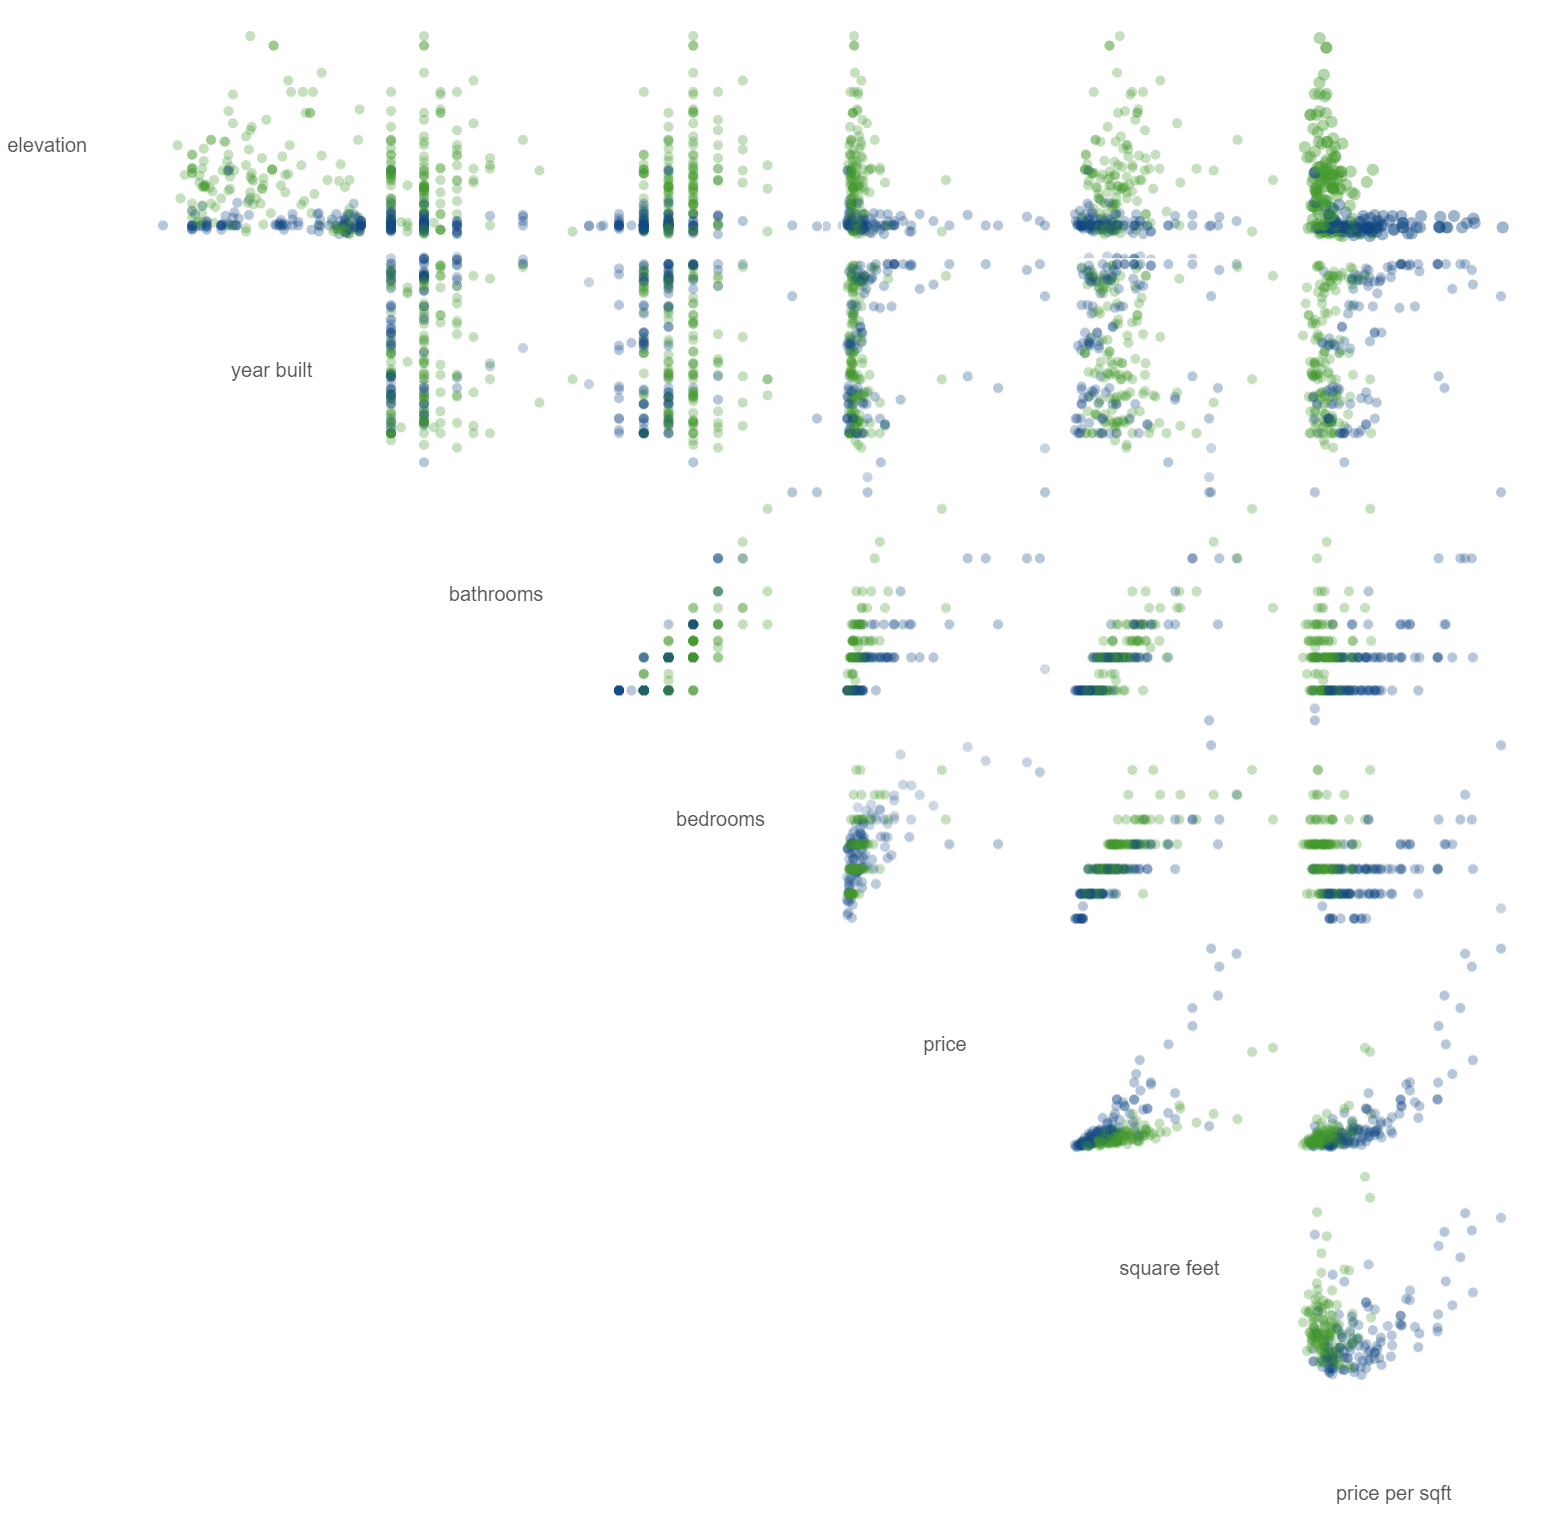 elevation
year built
bathrooms
bedrooms
price
square feet
price per sqft